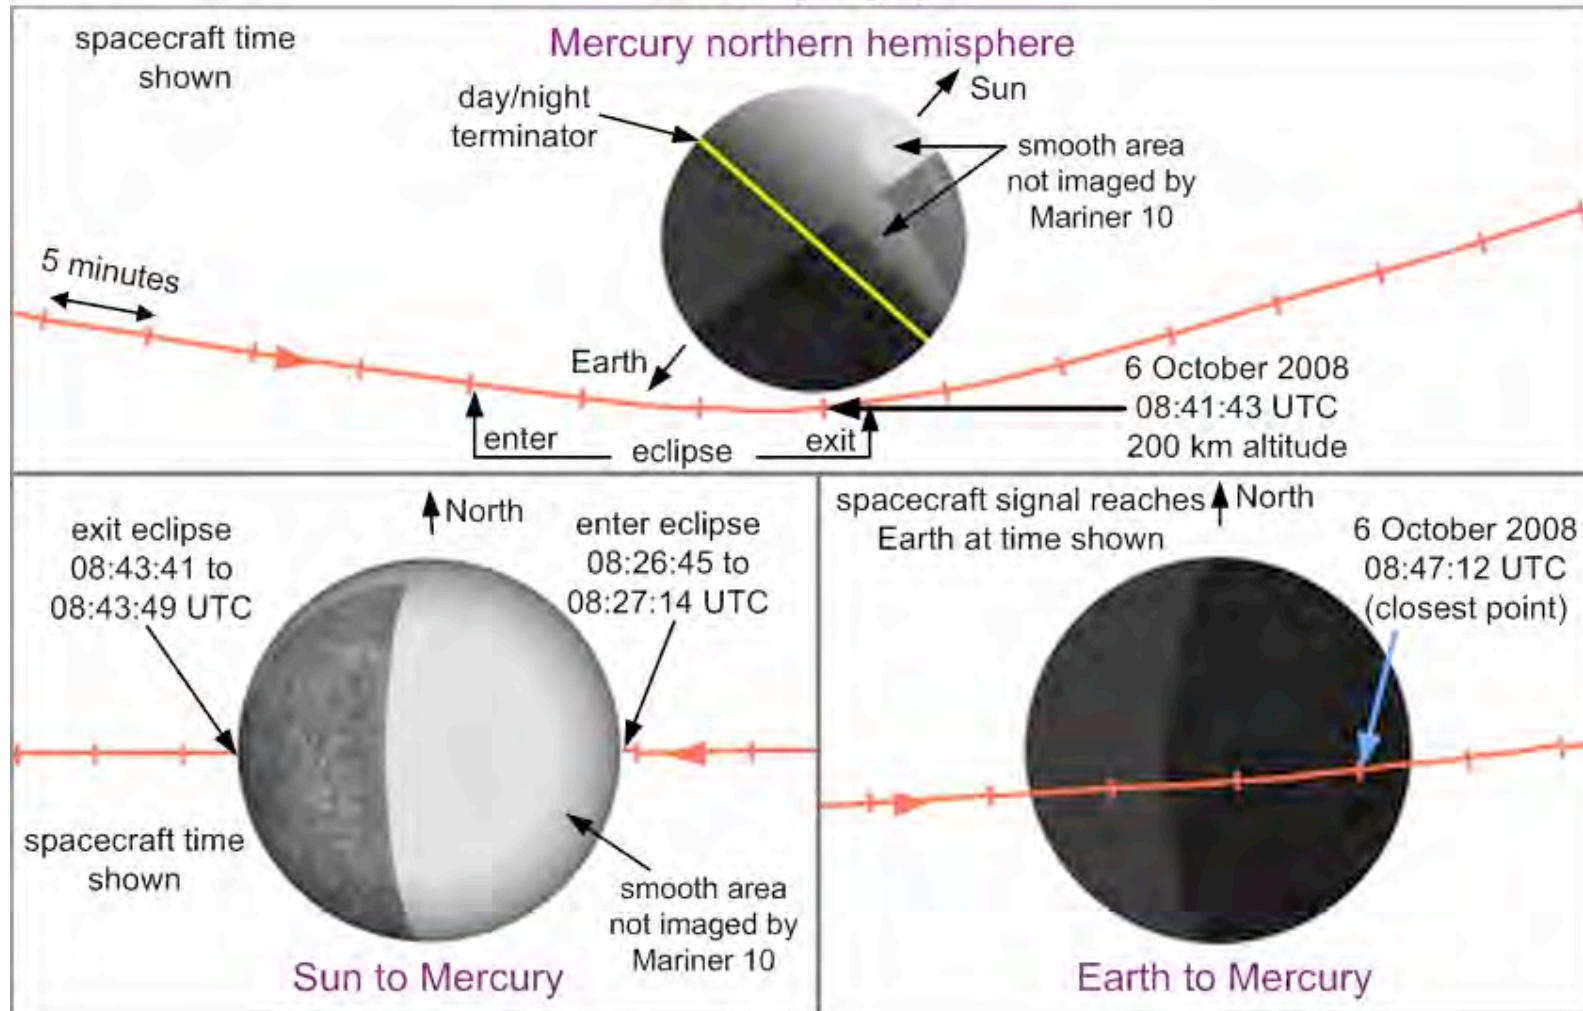 spacecraft time
shown
Mercury northern hemisphere
Sun
day/night
terminator
smooth area
not imaged by
Mariner 10
5 minutes
Earth
6 October 2008
08:41:43 UTC
200 km altitude
enter
eclipse
exit
North
exit eclipse
08:43:41 to
08:43:49 UTC
enter eclipse
08:26:45 to
08:27:14 UTC
spacecraft time
shown
smooth area
not imaged by
Mariner 10
Sun to Mercury
spacecraft signal reaches
Earth at time shown
North
6 October 2008
08:47:12 UTC
(closest point)
Earth to Mercury